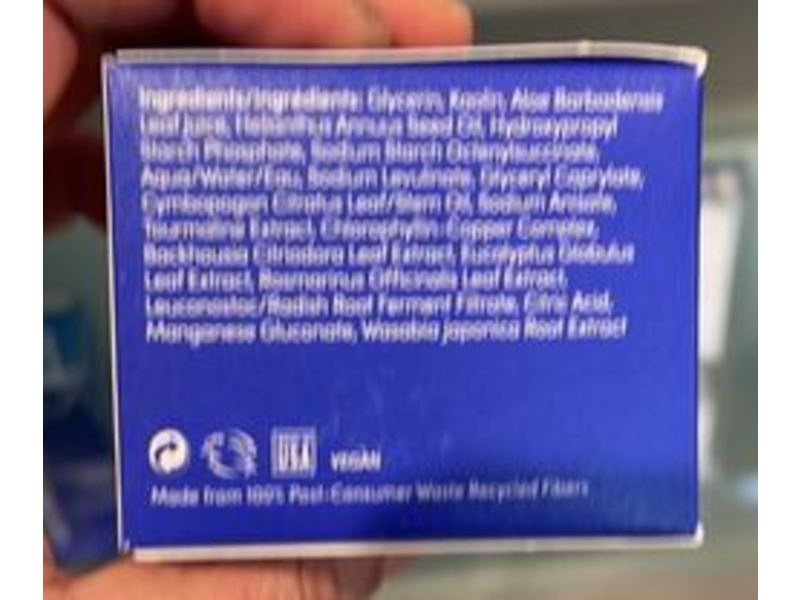 Ingredients/Ingrédients: Glycerin, Kaolin, Aloe Barbadensis
Leaf Juice, Helianthus Annuus Seed Oil, Hydroxypropyl
Starch Phosphate, Sodium Starch Octenylsuccinate,
Aqua/Water/Eau, Sodium Levulinate, Glyceryl Caprylate,
Cymbopogon Citratus Leaf/Stem Oil, Sodium Anisate,
Tourmaline Extract, Chlorophyllin-Copper Complex,
Backhousia Citriodora Leaf Extract, Eucalyptus Globulus
Leaf Extract, Rosmarinus Officinalis Leaf Extract,
Leuconostoc/Radish Root Ferment Filtrate, Citric Acid,
Manganese Gluconate, Wasabia Japonica Root Extract
USA VEGAN
Made from 100% Post-Consumer Waste Recycled Fibers